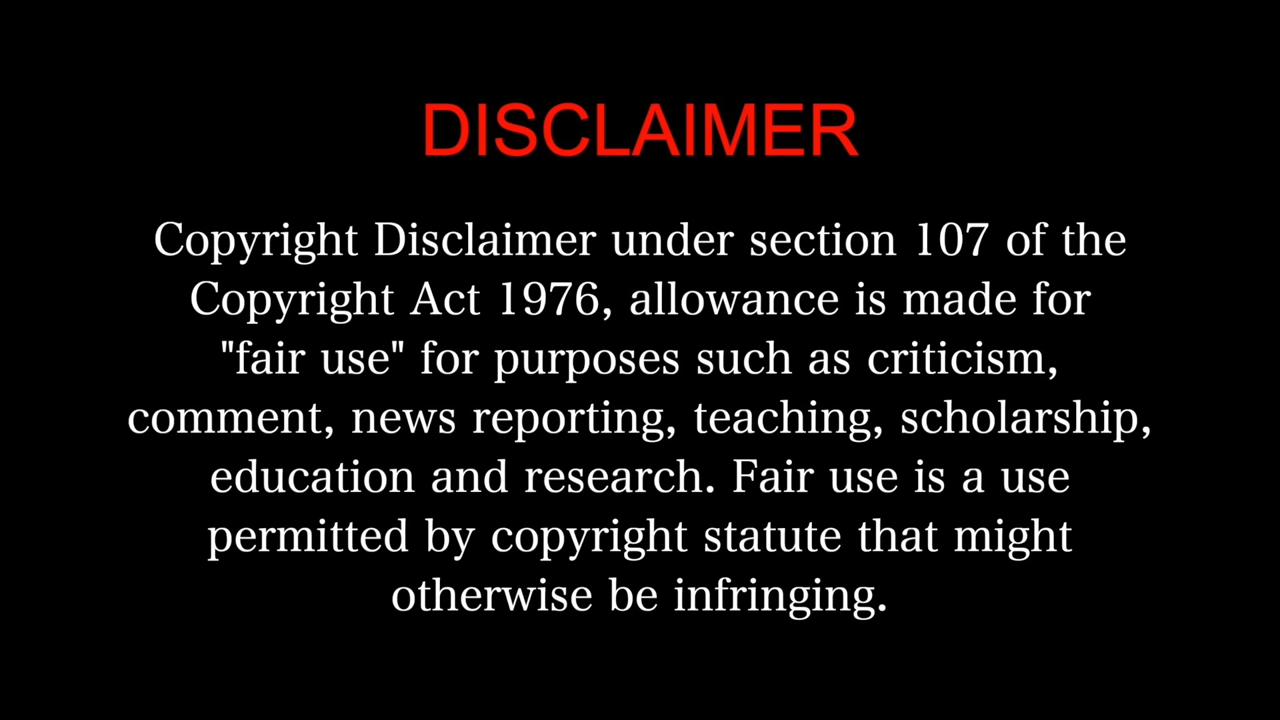 DISCLAIMER
Copyright Disclaimer under section 107 of the
Copyright Act 1976, allowance is made for
"fair use" for purposes such as criticism,
comment, news reporting, teaching, scholarship,
education and research. Fair use is a use
permitted by copyright statute that might
otherwise be infringing.